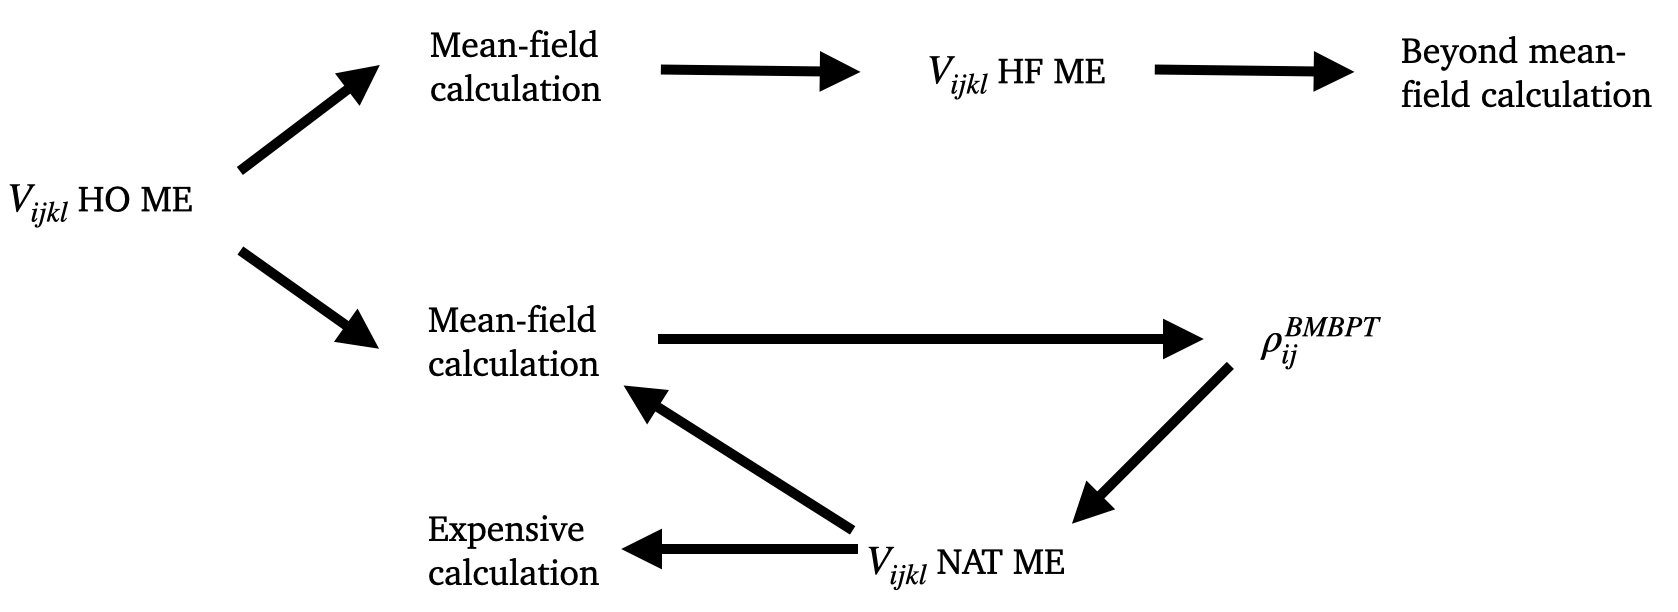 Mean-field
calculation
V_{ijkl} HF ME
Beyond mean-
field calculation
V_{ijkl} HO ME
Mean-field
calculation
ρ_{ij}^{BMBPT}
Expensive
calculation
V_{ijkl} NAT ME